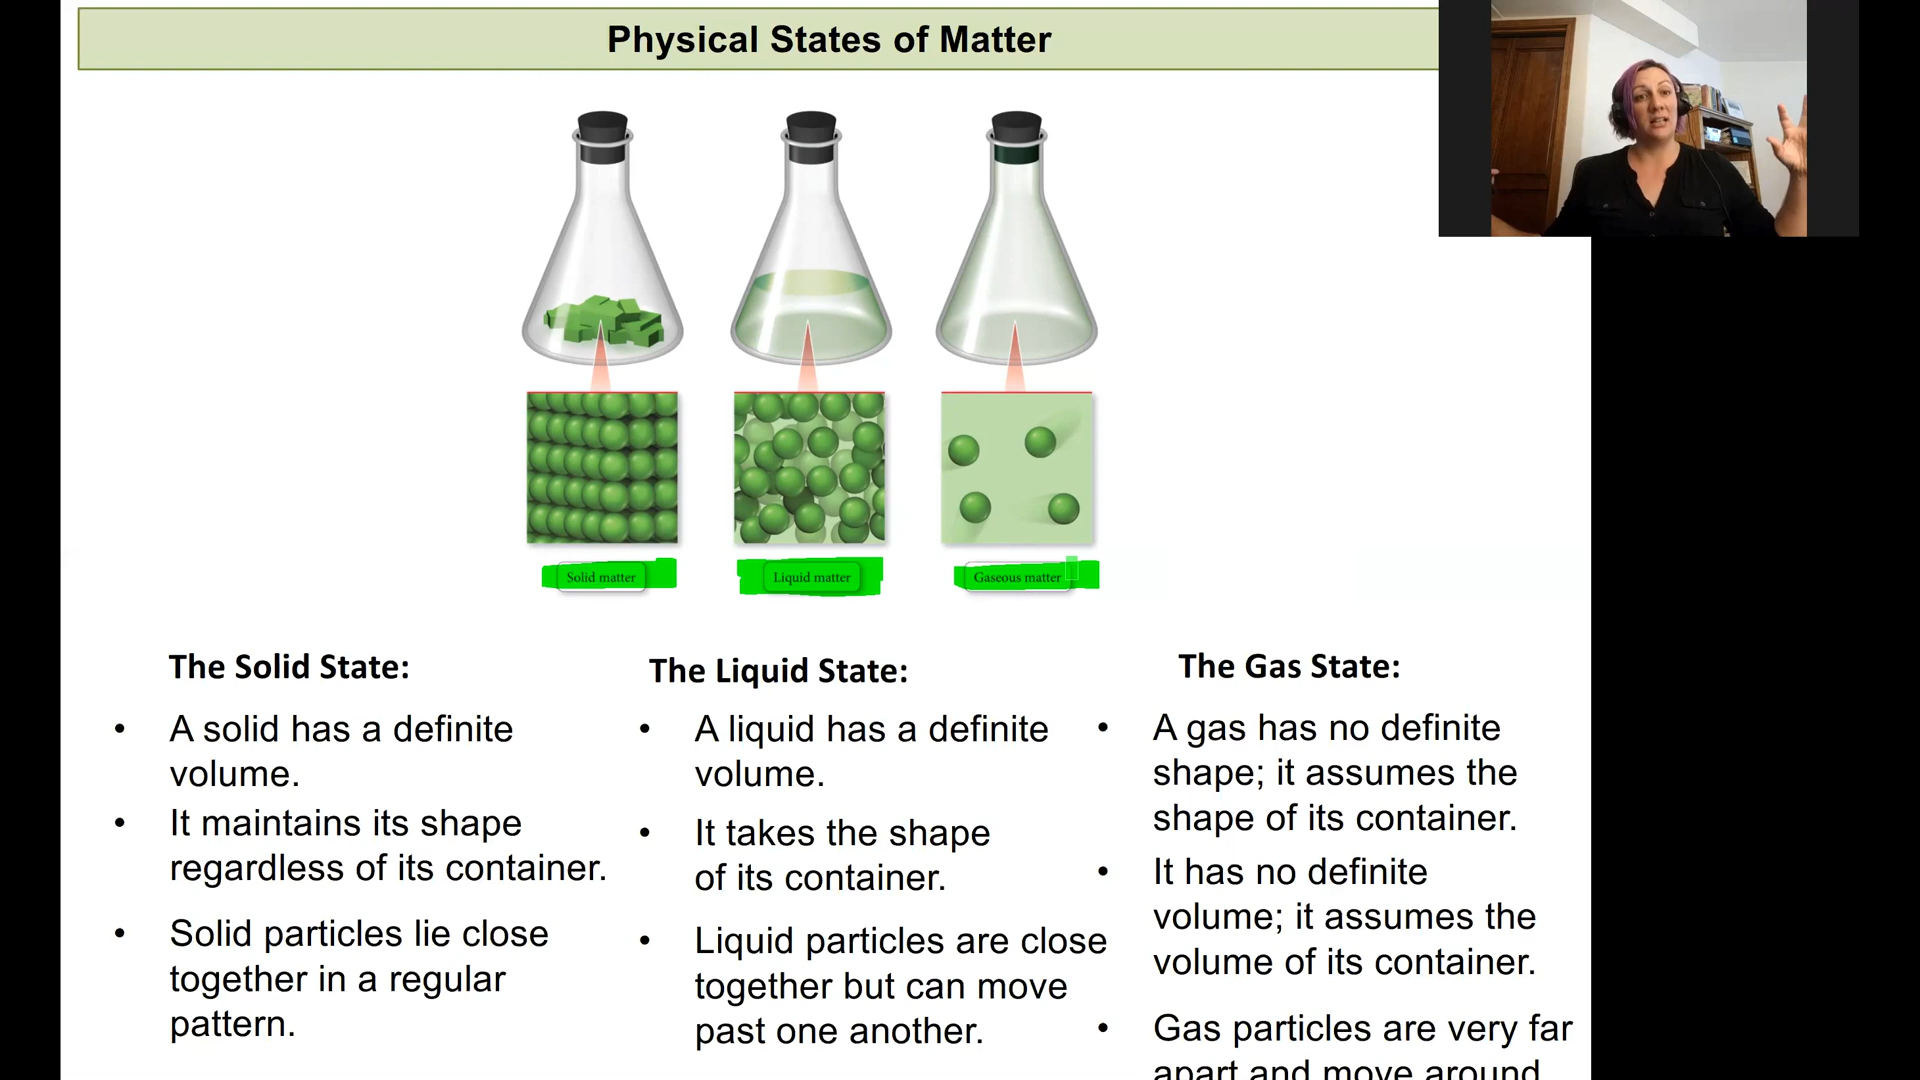 Physical States of Matter
Solid matter
Liquid matter
Gaseous matter
The Solid State:
• A solid has a definite
volume.
• It maintains its shape
regardless of its container.
• Solid particles lie close
together in a regular
pattern.
The Liquid State:
• A liquid has a definite
volume.
• It takes the shape
of its container.
• Liquid particles are close
together but can move
past one another.
The Gas State:
• A gas has no definite
shape; it assumes the
shape of its container.
• It has no definite
volume; it assumes the
volume of its container.
• Gas particles are very far
apart and move around